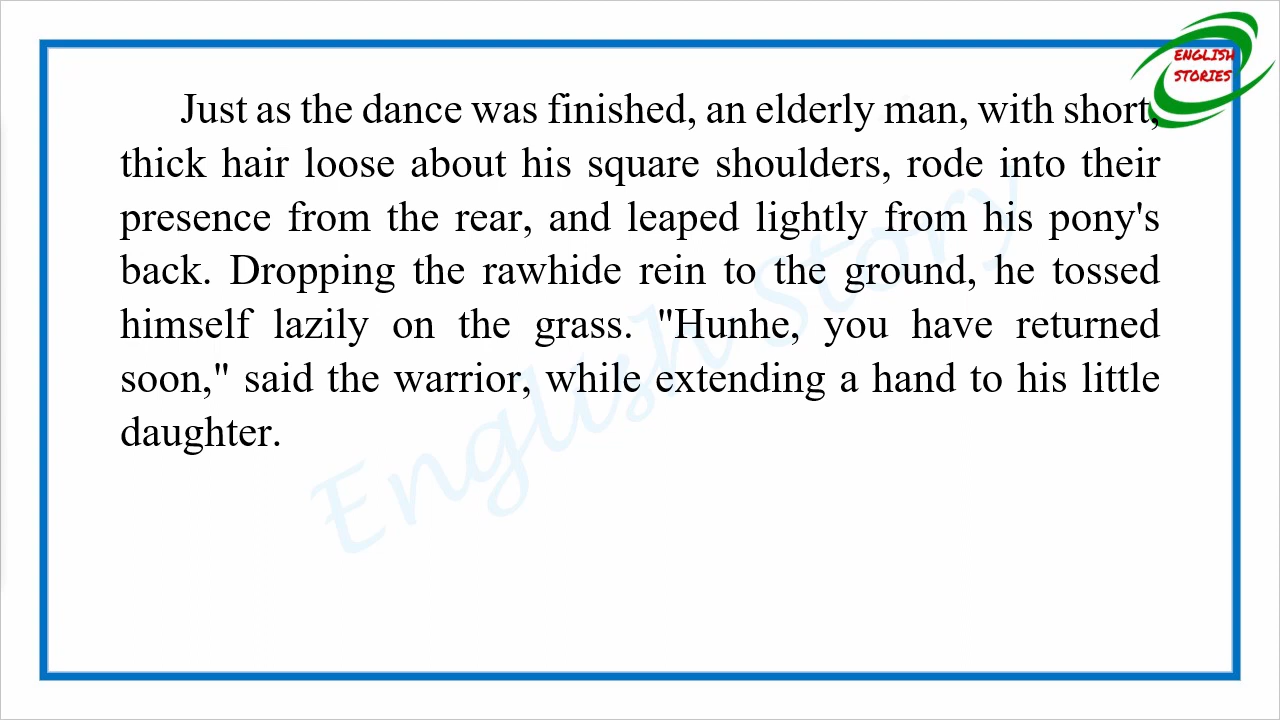 ENGLISH
STORIES
Just as the dance was finished, an elderly man, with short,
thick hair loose about his square shoulders, rode into their
presence from the rear, and leaped lightly from his pony's
back. Dropping the rawhide rein to the ground, he tossed
himself lazily on the grass. "Hunhe, you have returned
soon," said the warrior, while extending a hand to his little
daughter.
English Story